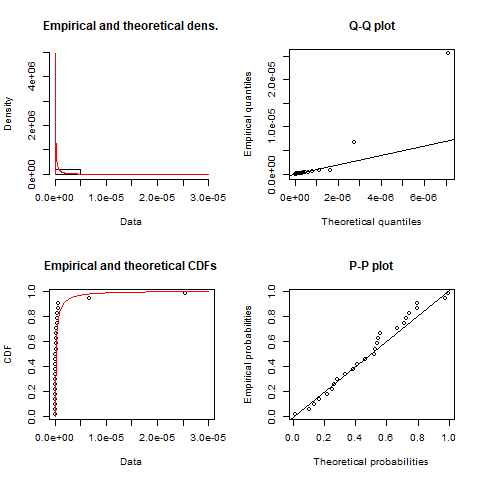 Empirical and theoretical dens.
Density
0e+00 2e+06 4e+06
0.0e+00 1.0e-05 2.0e-05 3.0e-05
Data
Q-Q plot
Empirical quantiles
0.0e+00 1.0e-05 2.0e-05
0e+00 2e-06 4e-06 6e-06
Theoretical quantiles
Empirical and theoretical CDFs
CDF
0.0 0.2 0.4 0.6 0.8 1.0
0.0e+00 1.0e-05 2.0e-05 3.0e-05
Data
P-P plot
Empirical probabilities
0.0 0.2 0.4 0.6 0.8 1.0
0.0 0.2 0.4 0.6 0.8 1.0
Theoretical probabilities